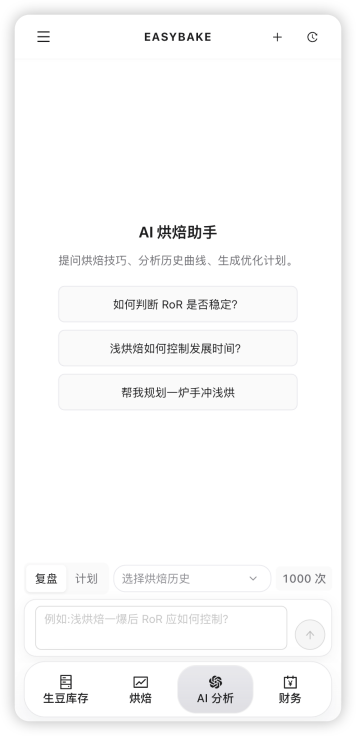 EASYBAKE
AI 烘焙助手
提问烘焙技巧、分析历史曲线、生成优化计划。
如何判断 RoR 是否稳定?
浅烘焙如何控制发展时间?
帮我规划一炉手冲浅烘
复盘 计划 选择烘焙历史 1000 次
例如:浅烘焙一爆后 RoR 应如何控制?
生豆库存 烘焙 AI 分析 财务